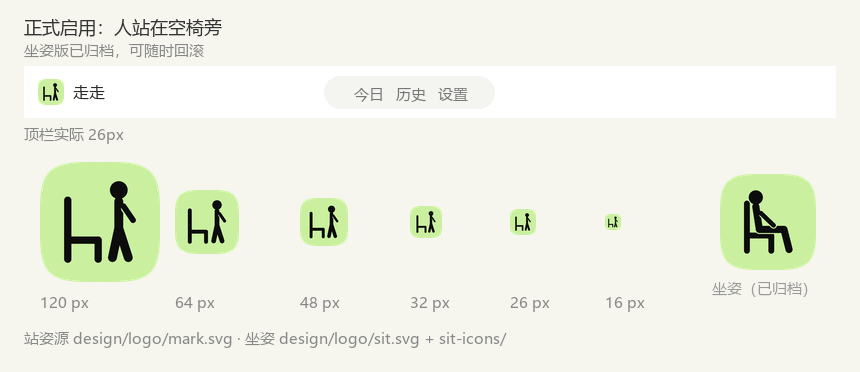 正式启用：人站在空椅旁
坐姿版已归档，可随时回滚
走走 今日 历史 设置
顶栏实际 26px
坐姿（已归档）
120 px 64 px 48 px 32 px 26 px 16 px
站姿源 design/logo/mark.svg · 坐姿 design/logo/sit.svg + sit-icons/